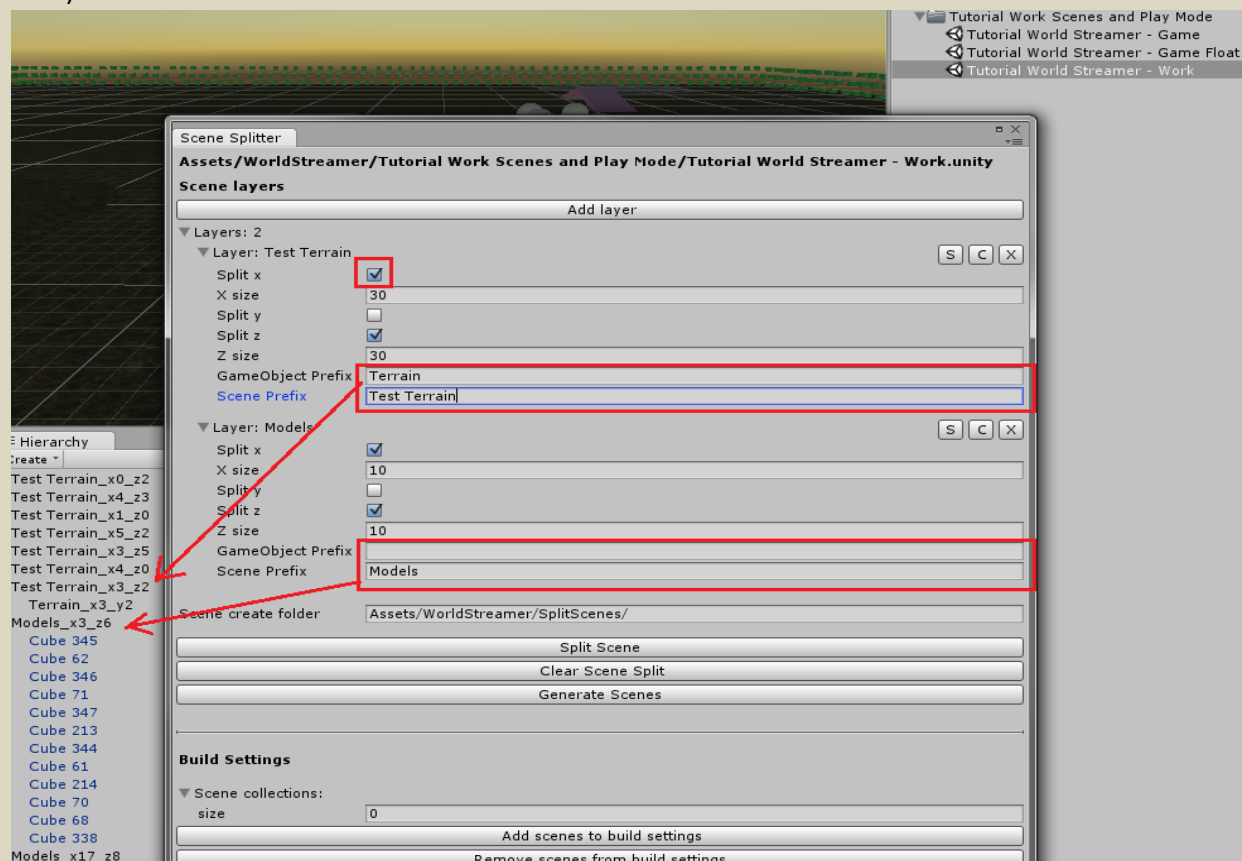 Tutorial Work Scenes and Play Mode
Tutorial World Streamer - Game
Tutorial World Streamer - Game Float
Tutorial World Streamer - Work
Scene Splitter
Assets/WorldStreamer/Tutorial Work Scenes and Play Mode/Tutorial World Streamer - Work.unity
Scene layers
Add layer
Layers: 2
Layer: Test Terrain
S C X
Split x
X size 30
Split y
Split z
Z size 30
GameObject Prefix Terrain
Scene Prefix Test Terrain
Layer: Models
S C X
Split x
X size 10
Split y
Split z
Z size 10
GameObject Prefix
Scene Prefix Models
Scene create folder Assets/WorldStreamer/SplitScenes/
Split Scene
Clear Scene Split
Generate Scenes
Build Settings
Scene collections:
size 0
Add scenes to build settings
Remove scenes from build settings
Hierarchy
Create
Test Terrain_x0_z2
Test Terrain_x4_z3
Test Terrain_x1_z0
Test Terrain_x5_z2
Test Terrain_x3_z5
Test Terrain_x4_z0
Test Terrain_x3_z2
Terrain_x3_y2
Models_x3_z6
Cube 345
Cube 62
Cube 346
Cube 71
Cube 347
Cube 213
Cube 344
Cube 61
Cube 214
Cube 70
Cube 68
Cube 338
Models_x17_z8